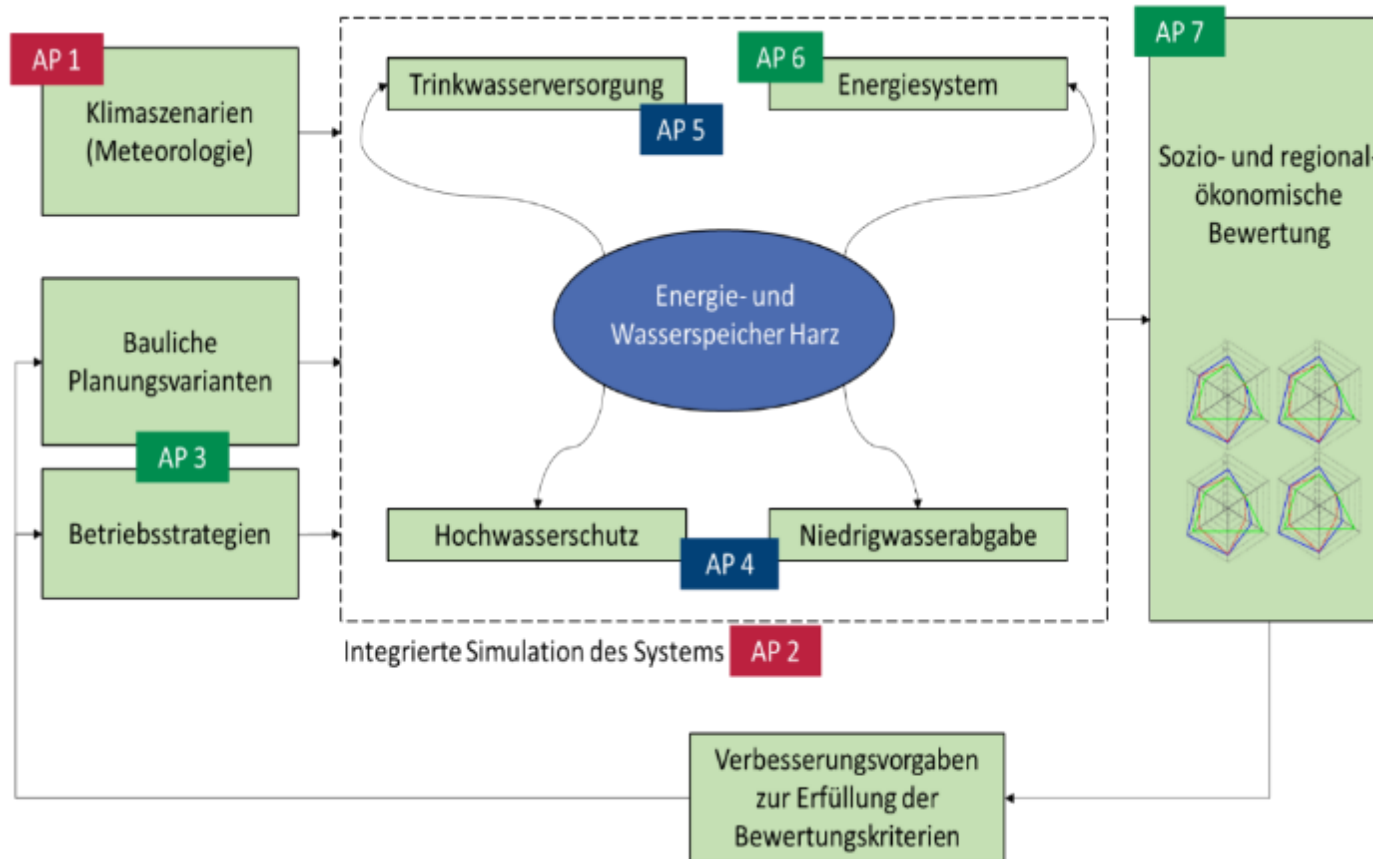 AP 1
Klimaszenarien
(Meteorologie)
Bauliche
Planungsvarianten
AP 3
Betriebsstrategien
Trinkwasserversorgung
AP 5
AP 6
Energiesystem
Energie- und
Wasserspeicher Harz
Hochwasserschutz
AP 4
Niedrigwasserabgabe
Integrierte Simulation des Systems
AP 2
AP 7
Sozio- und regional-
ökonomische
Bewertung
Verbesserungsvorgaben
zur Erfüllung der
Bewertungskriterien